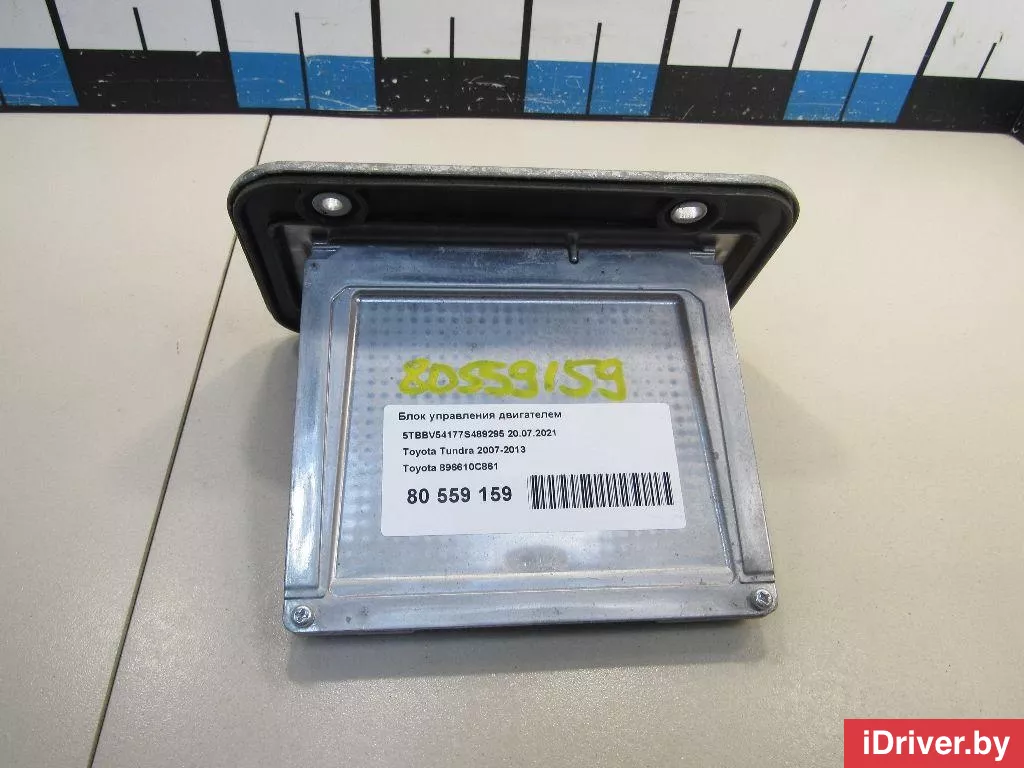 80559159
Блок управления двигателем
5TBBV54177S489295 20.07.2021
Toyota Tundra 2007-2013
Toyota 896610C861
80 559 159
iDriver.by